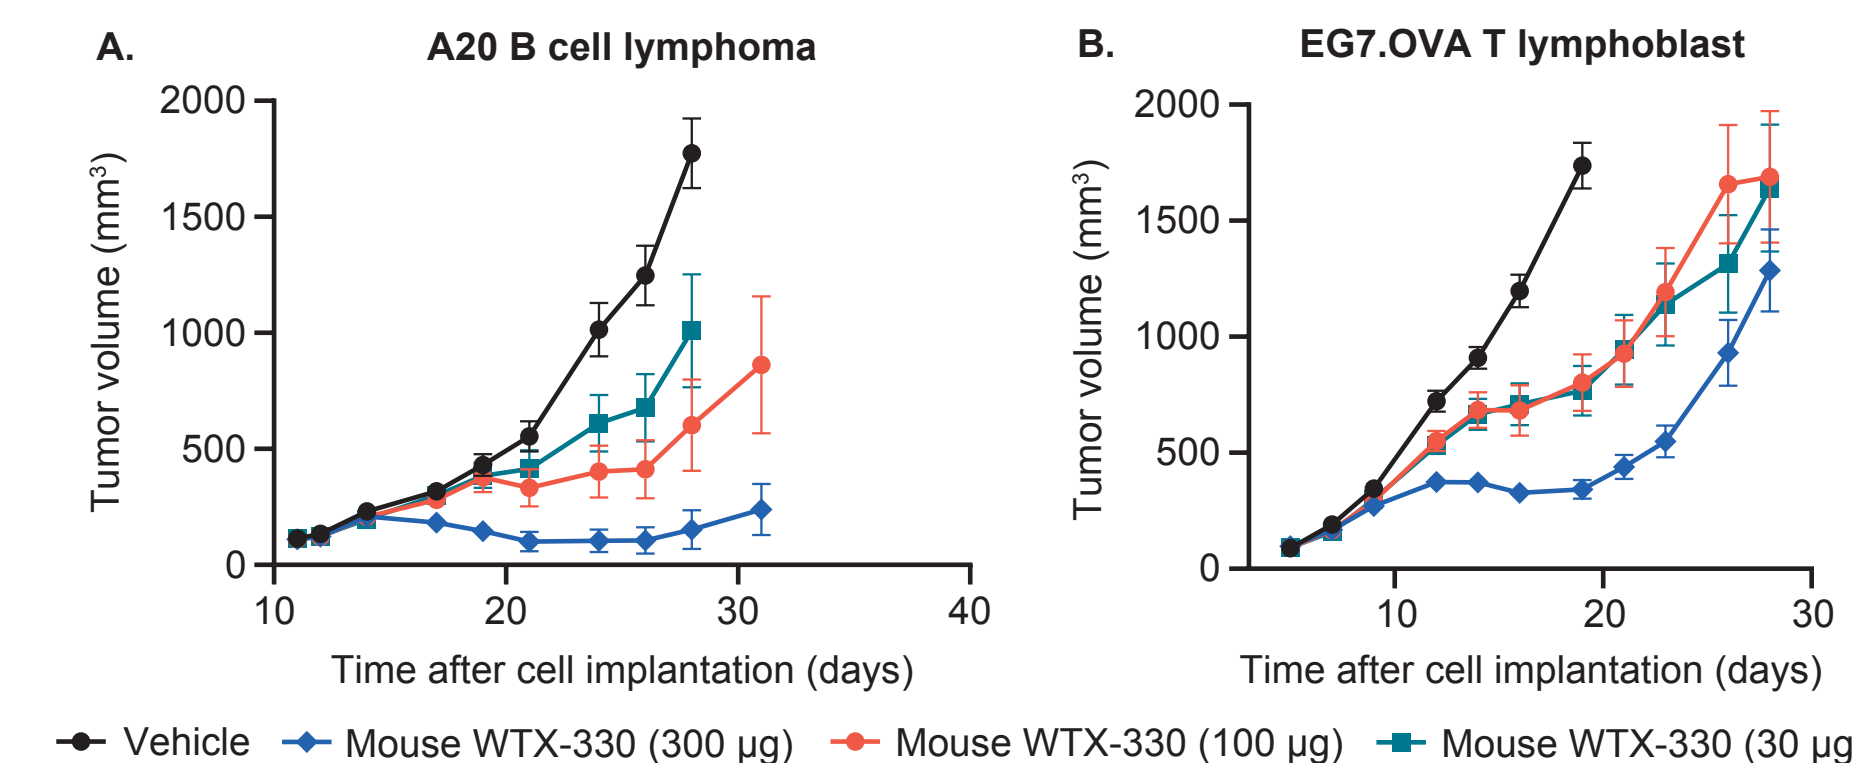 A. A20 B cell lymphoma
2000
1500
1000
500
0
10 20 30 40
Tumor volume (mm³)
Time after cell implantation (days)
B. EG7.OVA T lymphoblast
2000
1500
1000
500
0
10 20 30
Tumor volume (mm³)
Time after cell implantation (days)
Vehicle Mouse WTX-330 (300 μg) Mouse WTX-330 (100 μg) Mouse WTX-330 (30 μg